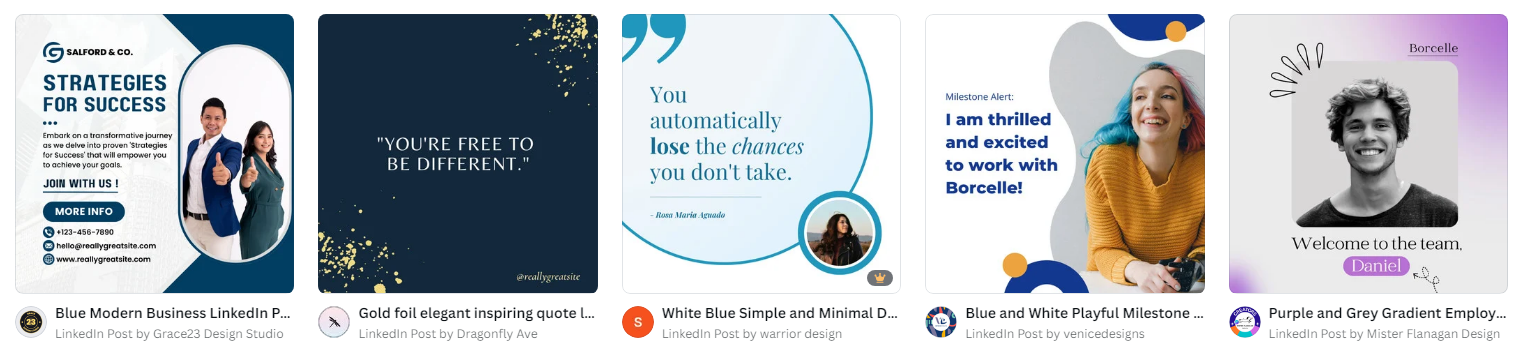 SALFORD & CO.
STRATEGIES
FOR SUCCESS
Embark on a transformative journey
as we delve into proven 'Strategies
for Success' that will empower you
to achieve your goals.
JOIN WITH US !
MORE INFO
+123-456-7890
hello@reallygreatsite.com
www.reallygreatsite.com
Blue Modern Business LinkedIn P...
LinkedIn Post by Grace23 Design Studio
"YOU'RE FREE TO
BE DIFFERENT."
@reallygreatsite
Gold foil elegant inspiring quote l...
LinkedIn Post by Dragonfly Ave
You
automatically
lose the chances
you don't take.
- Rosa Maria Aguado
S
White Blue Simple and Minimal D...
LinkedIn Post by warrior design
Milestone Alert:
I am thrilled
and excited
to work with
Borcelle!
Blue and White Playful Milestone ...
LinkedIn Post by venicedesigns
Borcelle
Welcome to the team,
Daniel
Purple and Grey Gradient Employ...
LinkedIn Post by Mister Flanagan Design